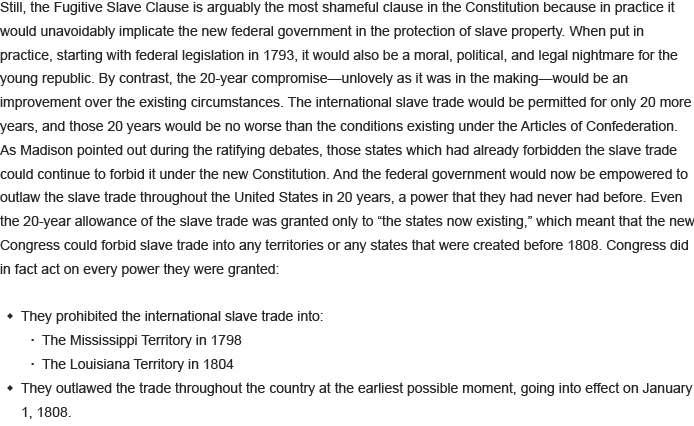 Still, the Fugitive Slave Clause is arguably the most shameful clause in the Constitution because in practice it
would unavoidably implicate the new federal government in the protection of slave property. When put in
practice, starting with federal legislation in 1793, it would also be a moral, political, and legal nightmare for the
young republic. By contrast, the 20-year compromise—unlovely as it was in the making—would be an
improvement over the existing circumstances. The international slave trade would be permitted for only 20 more
years, and those 20 years would be no worse than the conditions existing under the Articles of Confederation.
As Madison pointed out during the ratifying debates, those states which had already forbidden the slave trade
could continue to forbid it under the new Constitution. And the federal government would now be empowered to
outlaw the slave trade throughout the United States in 20 years, a power that they had never had before. Even
the 20-year allowance of the slave trade was granted only to “the states now existing,” which meant that the new
Congress could forbid slave trade into any territories or any states that were created before 1808. Congress did
in fact act on every power they were granted:
◆ They prohibited the international slave trade into:
· The Mississippi Territory in 1798
· The Louisiana Territory in 1804
◆ They outlawed the trade throughout the country at the earliest possible moment, going into effect on January
1, 1808.